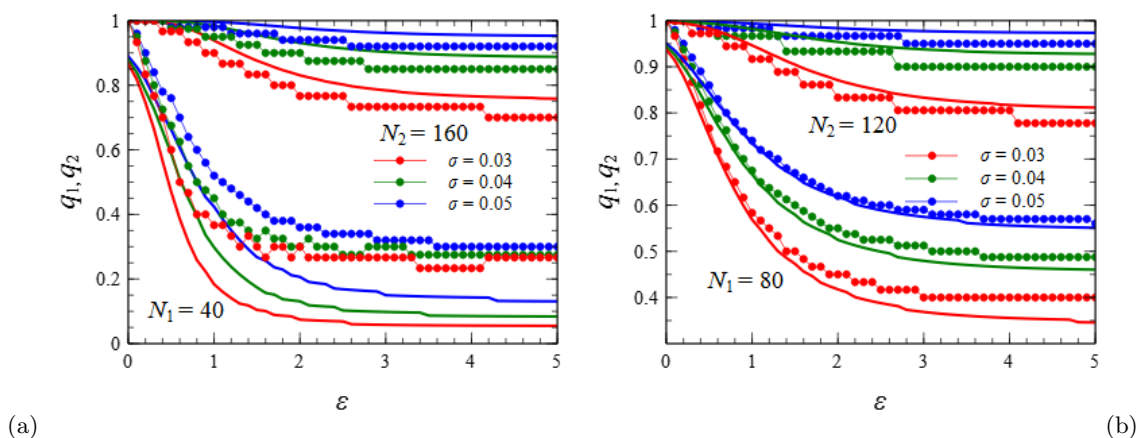 1
0.8
0.6
0.4
0.2
0
0
1
2
3
4
5
q₁, q₂
ε
N₂ = 160
σ = 0.03
σ = 0.04
σ = 0.05
N₁ = 40
(a)
1
0.9
0.8
0.7
0.6
0.5
0.4
0
1
2
3
4
5
q₁, q₂
ε
N₂ = 120
σ = 0.03
σ = 0.04
σ = 0.05
N₁ = 80
(b)